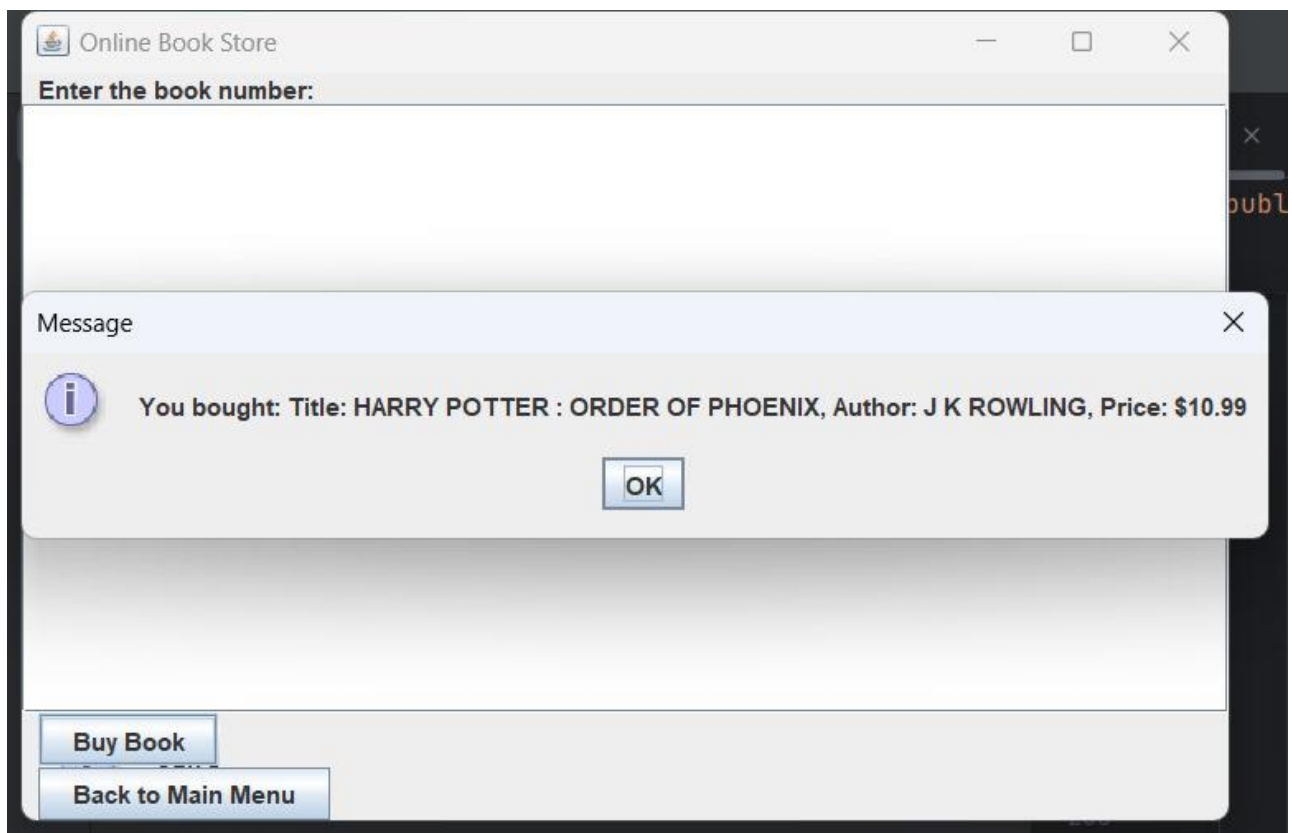 Online Book Store
Enter the book number:
publ
Message
You bought: Title: HARRY POTTER : ORDER OF PHOENIX, Author: J K ROWLING, Price: $10.99
OK
Buy Book
Back to Main Menu